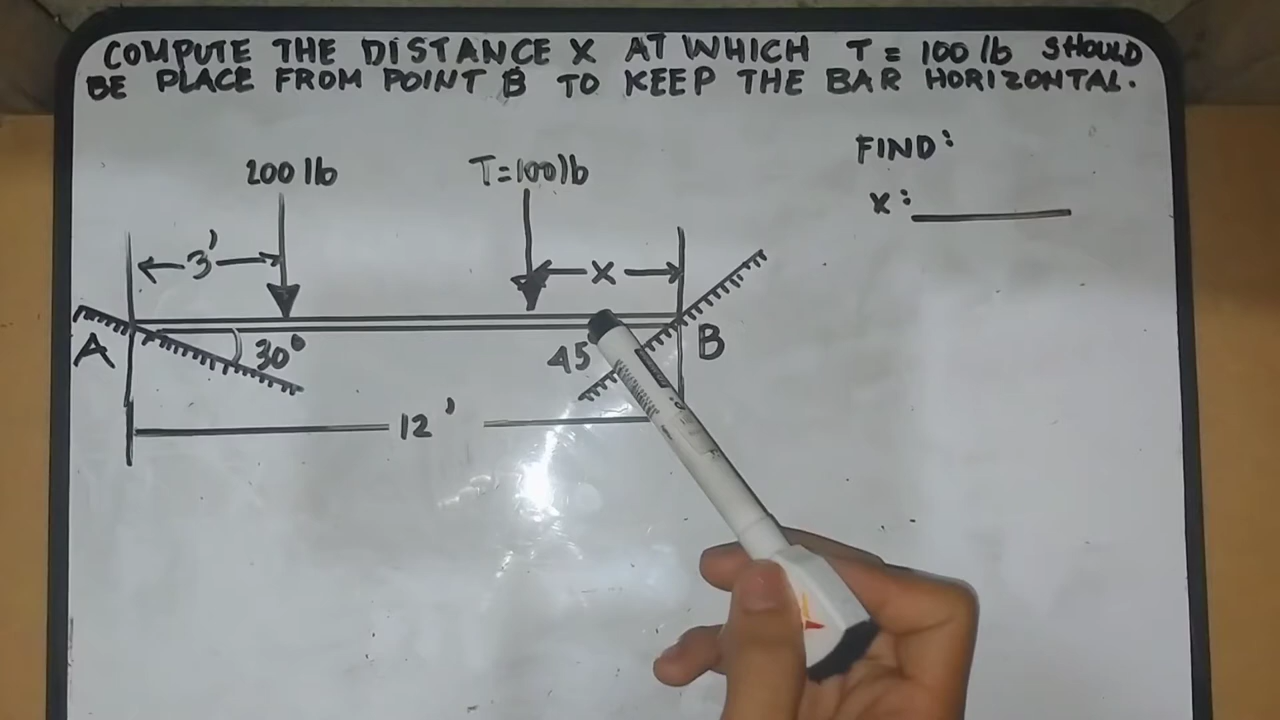 COMPUTE THE DISTANCE X AT WHICH T = 100 lb SHOULD
BE PLACE FROM POINT B TO KEEP THE BAR HORIZONTAL.
FIND:
X:
200 lb
T=100lb
3'
X
A
30°
45
B
12'